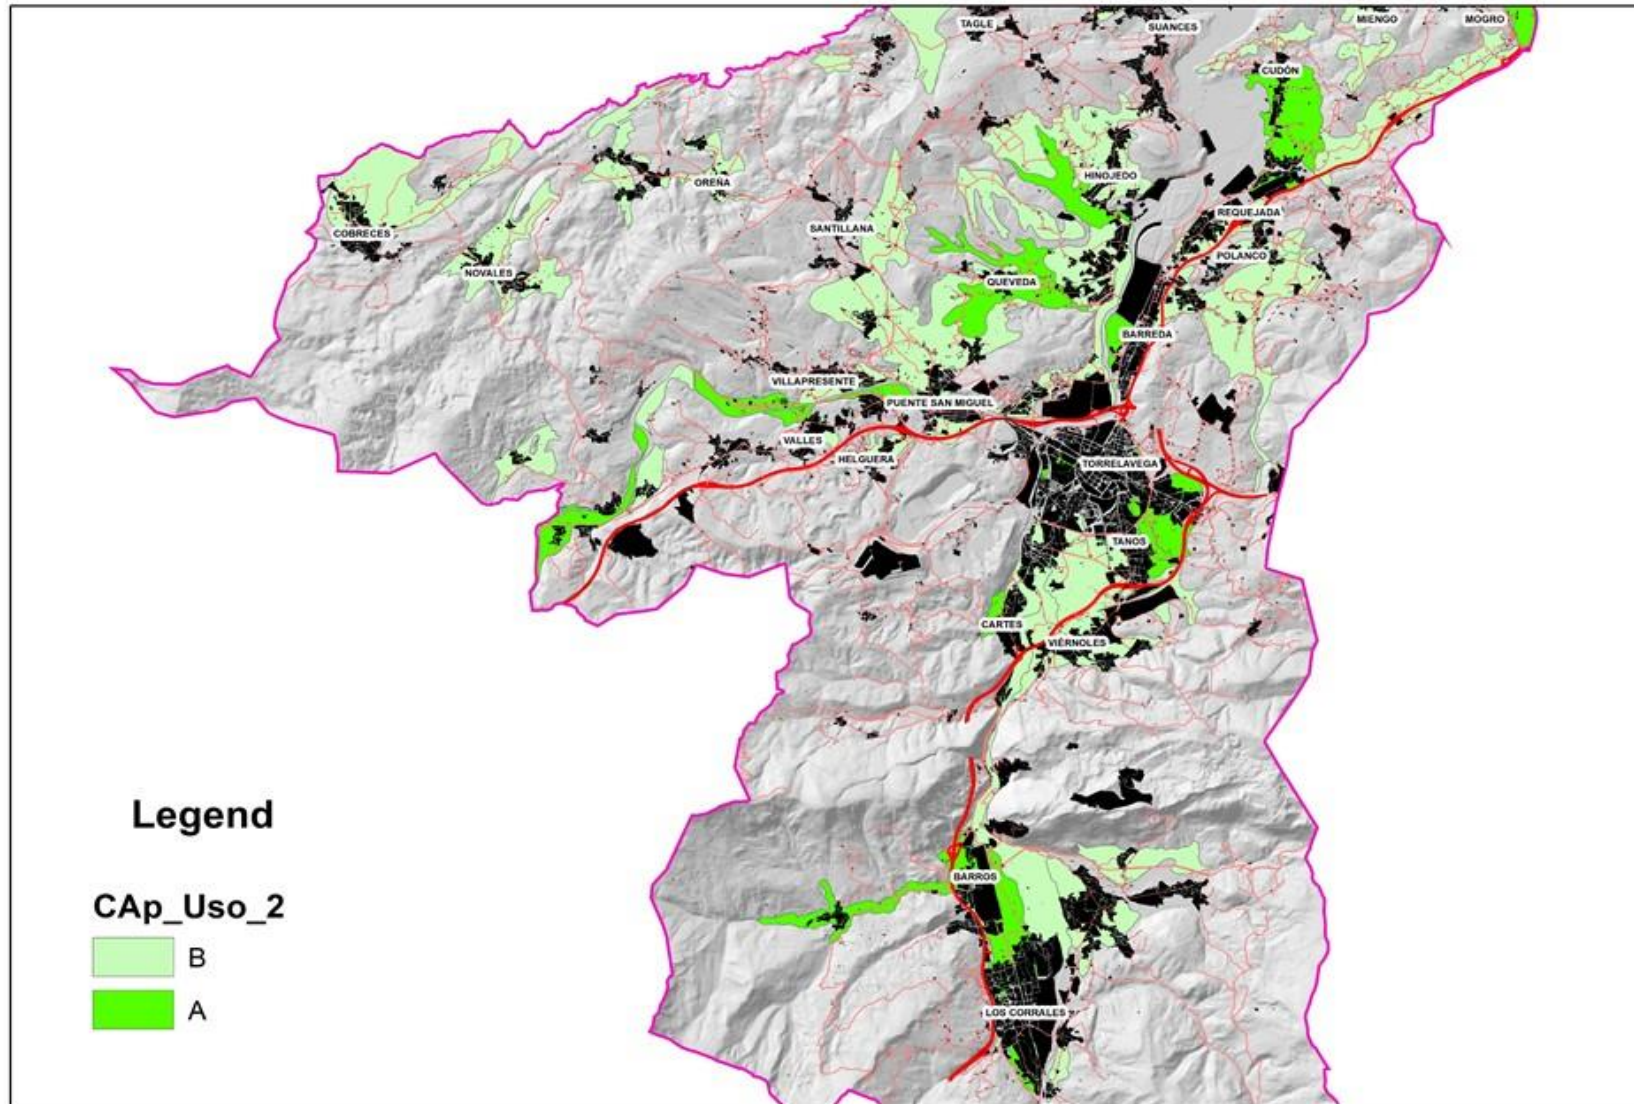 TAGLE
SUANCES
MIENGO
MOGRO
CUDÓN
HINOJEDO
OREÑA
REQUEJADA
SANTILLANA
COBRECES
POLANCO
NOVALES
QUEVEDA
BARREDA
VILLAPRESENTE
PUENTE SAN MIGUEL
VALLES
HELGUERA
TORRELAVEGA
TANOS
CARTES
VIÉRNOLES
Legend
BARROS
CAp_Uso_2
B
A
LOS CORRALES